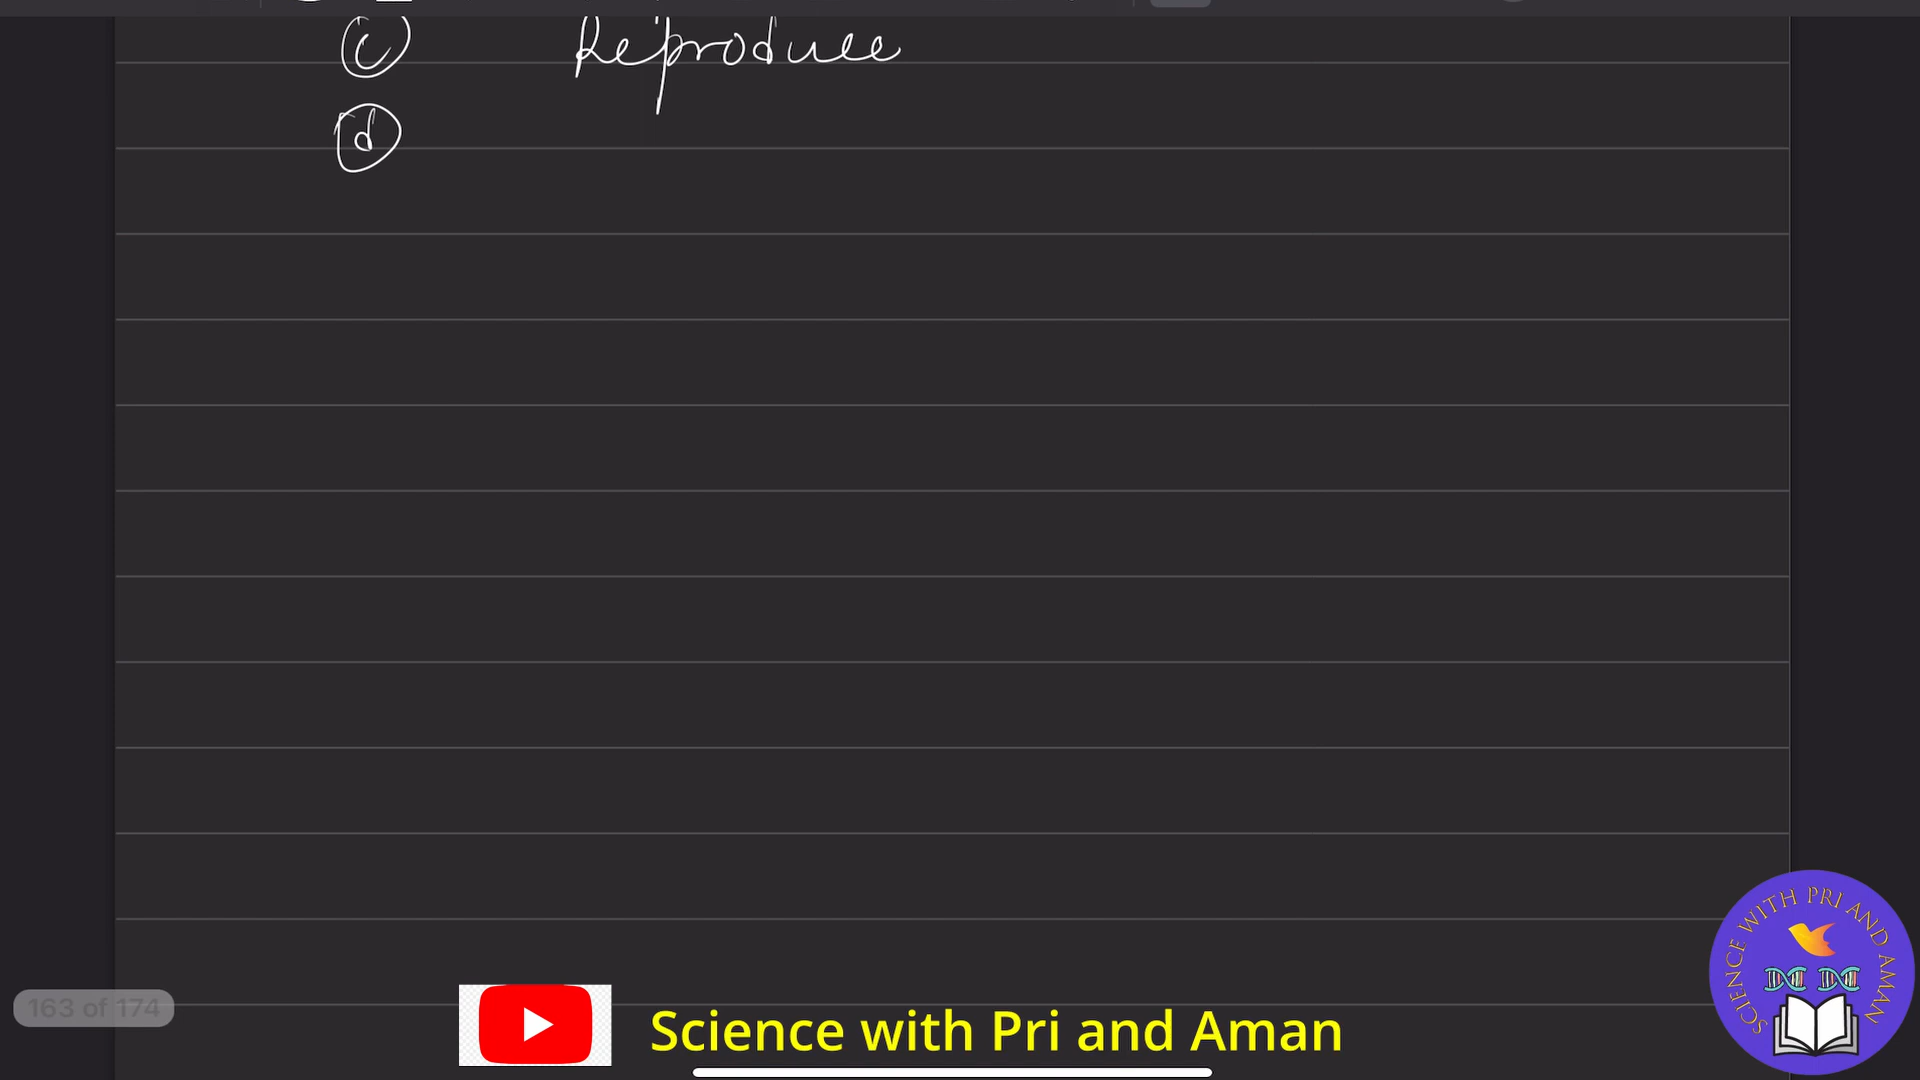 (c) Reproduce
(d)
163 of 174
Science with Pri and Aman
SCIENCE WITH PRI AND AMAN